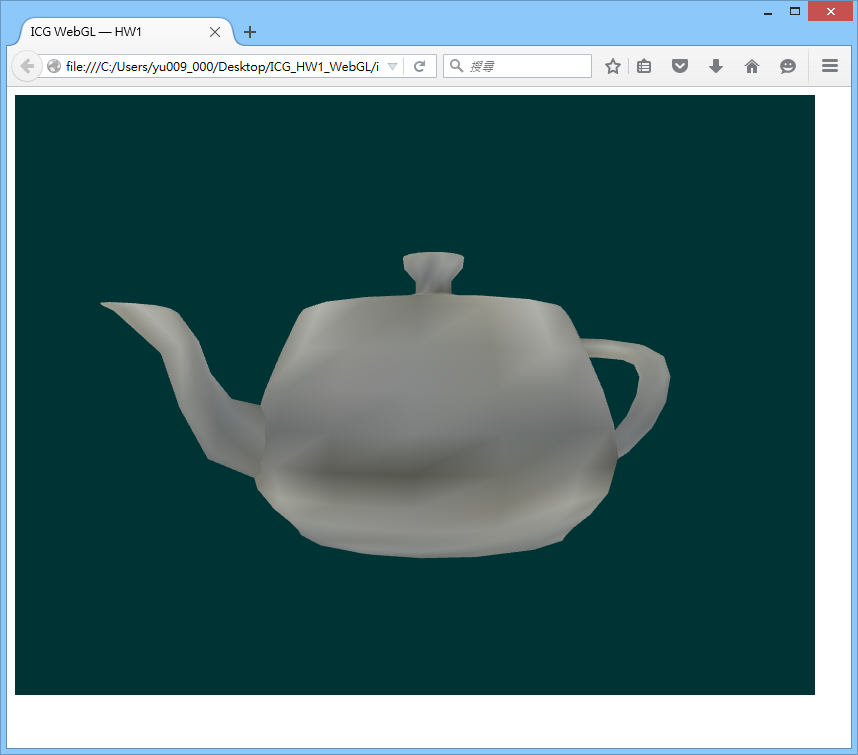 ICG WebGL — HW1
file:///C:/Users/yu009_000/Desktop/ICG_HW1_WebGL/i
搜尋